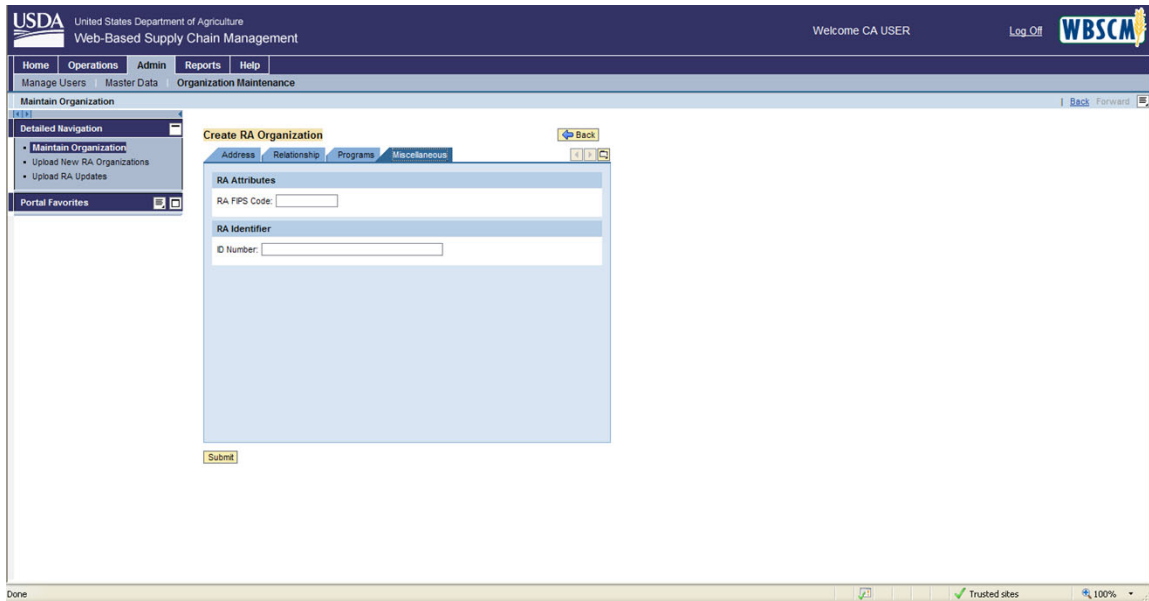 USDA
United States Department of Agriculture
Web-Based Supply Chain Management
Welcome CA USER
Log Off
WBSCM
Home Operations Admin Reports Help
Manage Users Master Data Organization Maintenance
Maintain Organization
| Back Forward
Detailed Navigation
• Maintain Organization
• Upload New RA Organizations
• Upload RA Updates
Portal Favorites
Create RA Organization
Back
Address Relationship Programs Miscellaneous
RA Attributes
RA FIPS Code:
RA Identifier
ID Number:
Submit
Done
Trusted sites
100%